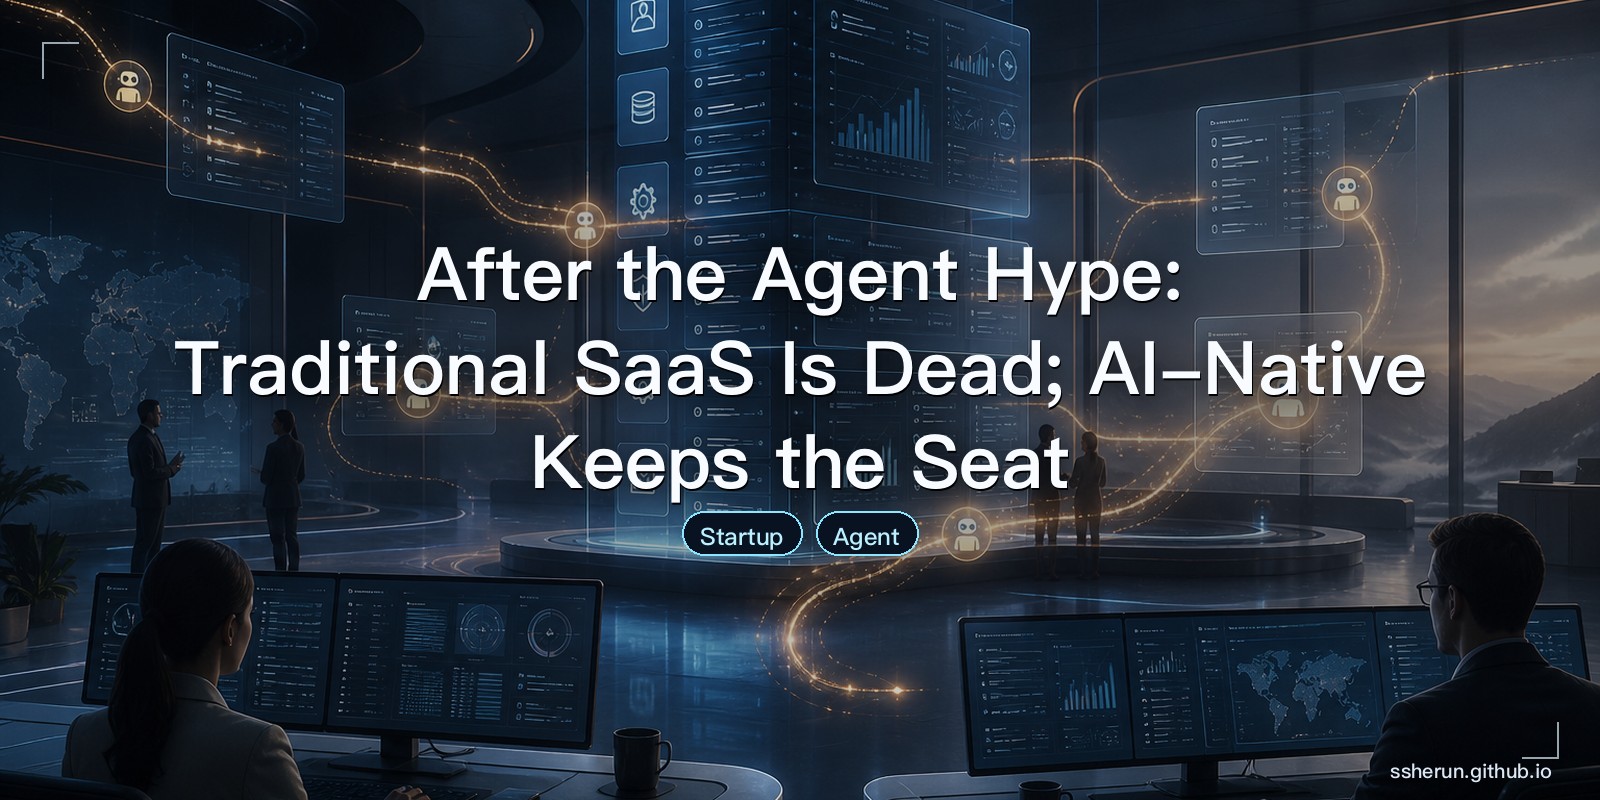 After the Agent Hype:
Traditional SaaS Is Dead; AI-Native
Keeps the Seat
Startup
Agent
ssherun.github.io